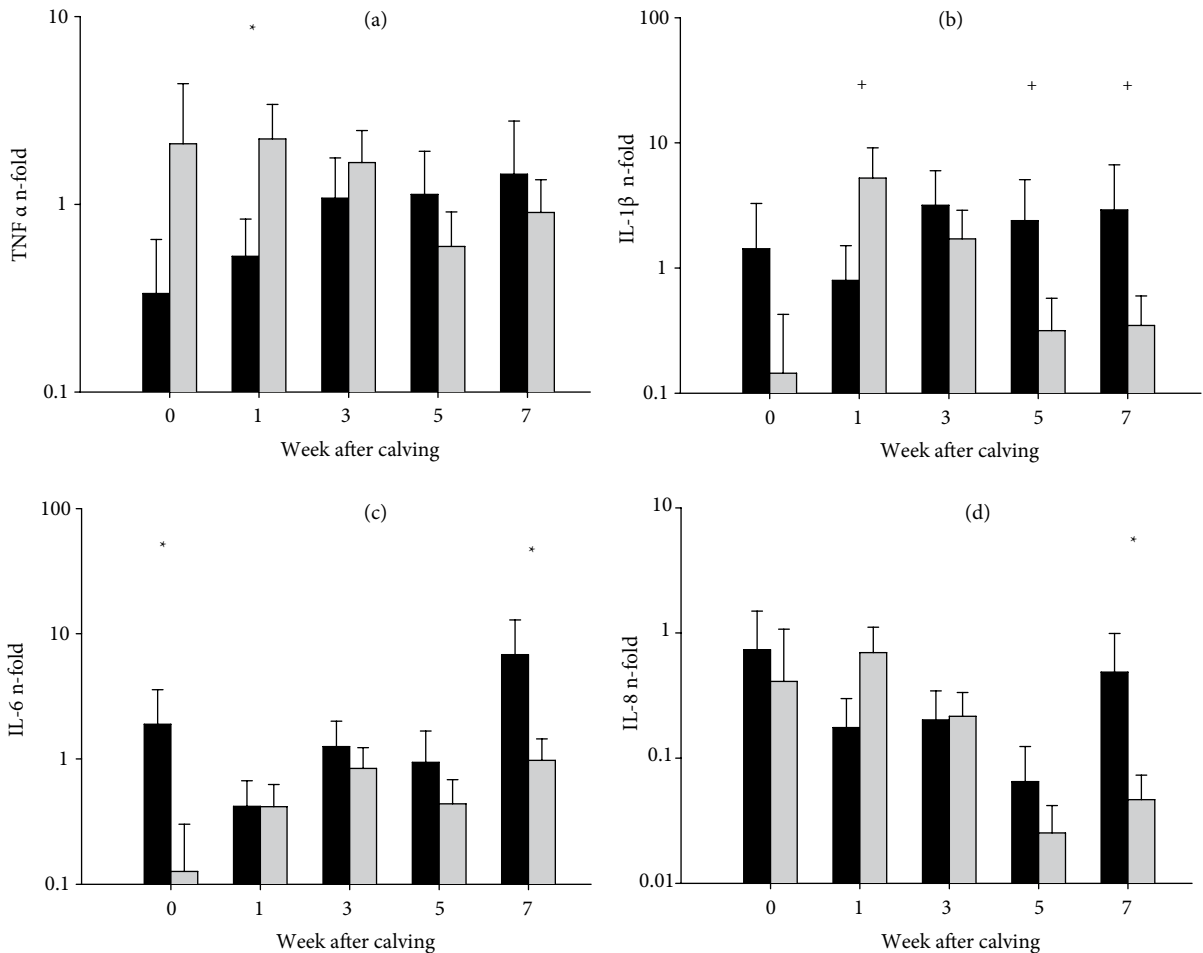 (a)
*
10
1
0.1
TNF α n-fold
0 1 3 5 7
Week after calving
(b)
+ + +
100
10
1
0.1
IL-1β n-fold
0 1 3 5 7
Week after calving
(c)
* *
100
10
1
0.1
IL-6 n-fold
0 1 3 5 7
Week after calving
(d)
*
10
1
0.1
0.01
IL-8 n-fold
0 1 3 5 7
Week after calving